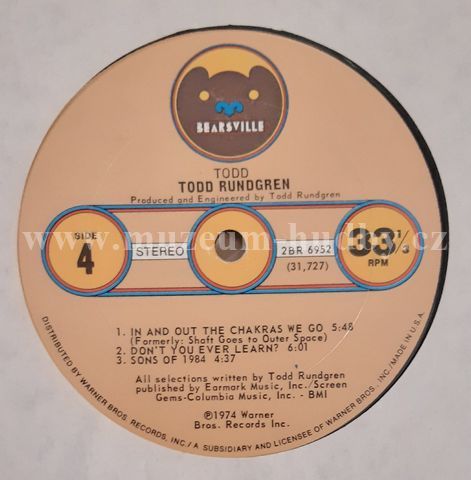 BEARSVILLE
TODD
TODD RUNDGREN
Produced and Engineered by Todd Rundgren
SIDE
4
STEREO
2BR 6952
(31,727)
33 1/3
RPM
www.muzeum-hudby.cz
1. IN AND OUT THE CHAKRAS WE GO 5:48
(Formerly: Shaft Goes to Outer Space)
2. DON'T YOU EVER LEARN? 6:01
3. SONS OF 1984 4:37
All selections written by Todd Rundgren
published by Earmark Music, Inc./Screen
Gems-Columbia Music, Inc. - BMI
℗1974 Warner
Bros. Records Inc.
DISTRIBUTED BY WARNER BROS. RECORDS, INC./A SUBSIDIARY AND LICENSEE OF WARNER BROS. INC./MADE IN U.S.A.